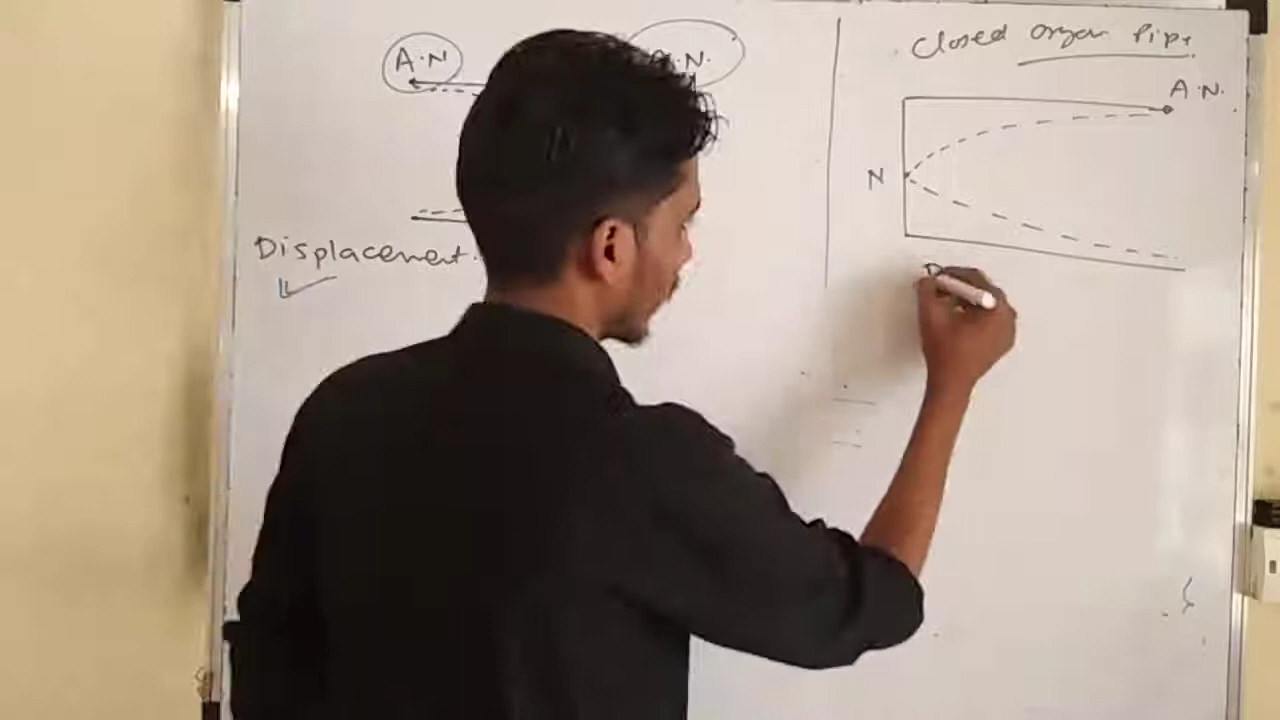 A.N
A.N.
Displacement.
Closed organ Pipe
A.N.
N
D